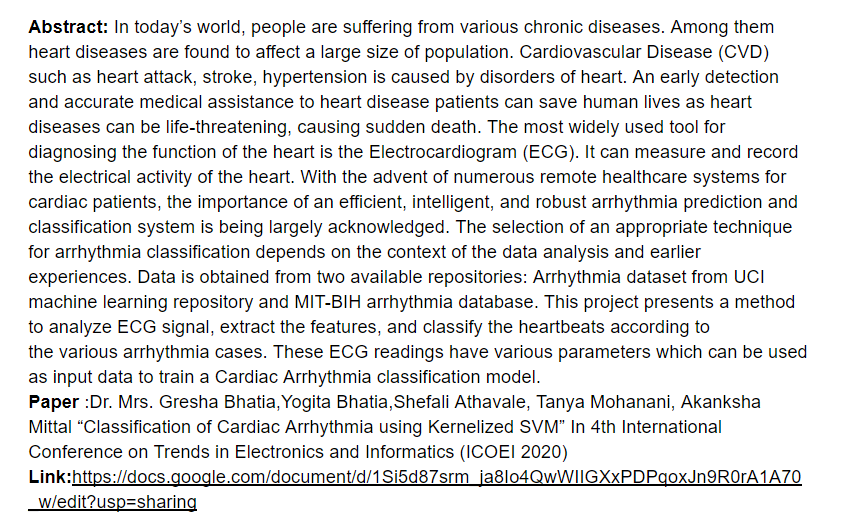 Abstract: In today's world, people are suffering from various chronic diseases. Among them
heart diseases are found to affect a large size of population. Cardiovascular Disease (CVD)
such as heart attack, stroke, hypertension is caused by disorders of heart. An early detection
and accurate medical assistance to heart disease patients can save human lives as heart
diseases can be life-threatening, causing sudden death. The most widely used tool for
diagnosing the function of the heart is the Electrocardiogram (ECG). It can measure and record
the electrical activity of the heart. With the advent of numerous remote healthcare systems for
cardiac patients, the importance of an efficient, intelligent, and robust arrhythmia prediction and
classification system is being largely acknowledged. The selection of an appropriate technique
for arrhythmia classification depends on the context of the data analysis and earlier
experiences. Data is obtained from two available repositories: Arrhythmia dataset from UCI
machine learning repository and MIT-BIH arrhythmia database. This project presents a method
to analyze ECG signal, extract the features, and classify the heartbeats according to
the various arrhythmia cases. These ECG readings have various parameters which can be used
as input data to train a Cardiac Arrhythmia classification model.
Paper :Dr. Mrs. Gresha Bhatia,Yogita Bhatia,Shefali Athavale, Tanya Mohanani, Akanksha
Mittal “Classification of Cardiac Arrhythmia using Kernelized SVM” In 4th International
Conference on Trends in Electronics and Informatics (ICOEI 2020)
Link:https://docs.google.com/document/d/1Si5d87srm_ja8Io4QwWIIGXxPDPqoxJn9R0rA1A70
_w/edit?usp=sharing